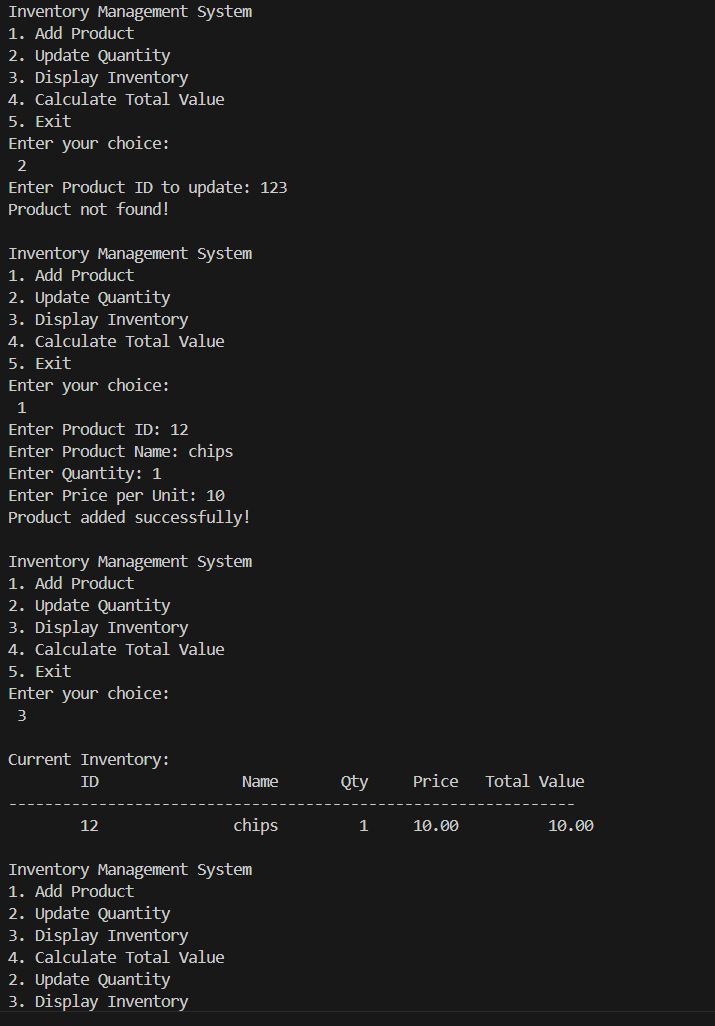 Inventory Management System
1. Add Product
2. Update Quantity
3. Display Inventory
4. Calculate Total Value
5. Exit
Enter your choice:
2
Enter Product ID to update: 123
Product not found!
Inventory Management System
1. Add Product
2. Update Quantity
3. Display Inventory
4. Calculate Total Value
5. Exit
Enter your choice:
1
Enter Product ID: 12
Enter Product Name: chips
Enter Quantity: 1
Enter Price per Unit: 10
Product added successfully!
Inventory Management System
1. Add Product
2. Update Quantity
3. Display Inventory
4. Calculate Total Value
5. Exit
Enter your choice:
3
Current Inventory:
ID Name Qty Price Total Value
---------------------------------------------------------------
12 chips 1 10.00 10.00
Inventory Management System
1. Add Product
2. Update Quantity
3. Display Inventory
4. Calculate Total Value
2. Update Quantity
3. Display Inventory